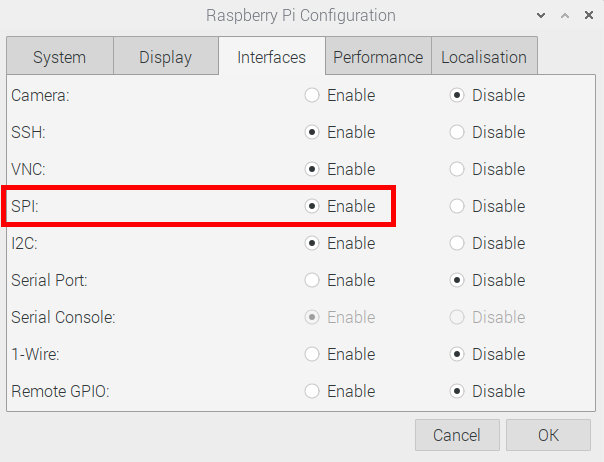 Raspberry Pi Configuration
System Display Interfaces Performance Localisation
Camera: Enable Disable
SSH: Enable Disable
VNC: Enable Disable
SPI: Enable Disable
I2C: Enable Disable
Serial Port: Enable Disable
Serial Console: Enable Disable
1-Wire: Enable Disable
Remote GPIO: Enable Disable
Cancel OK